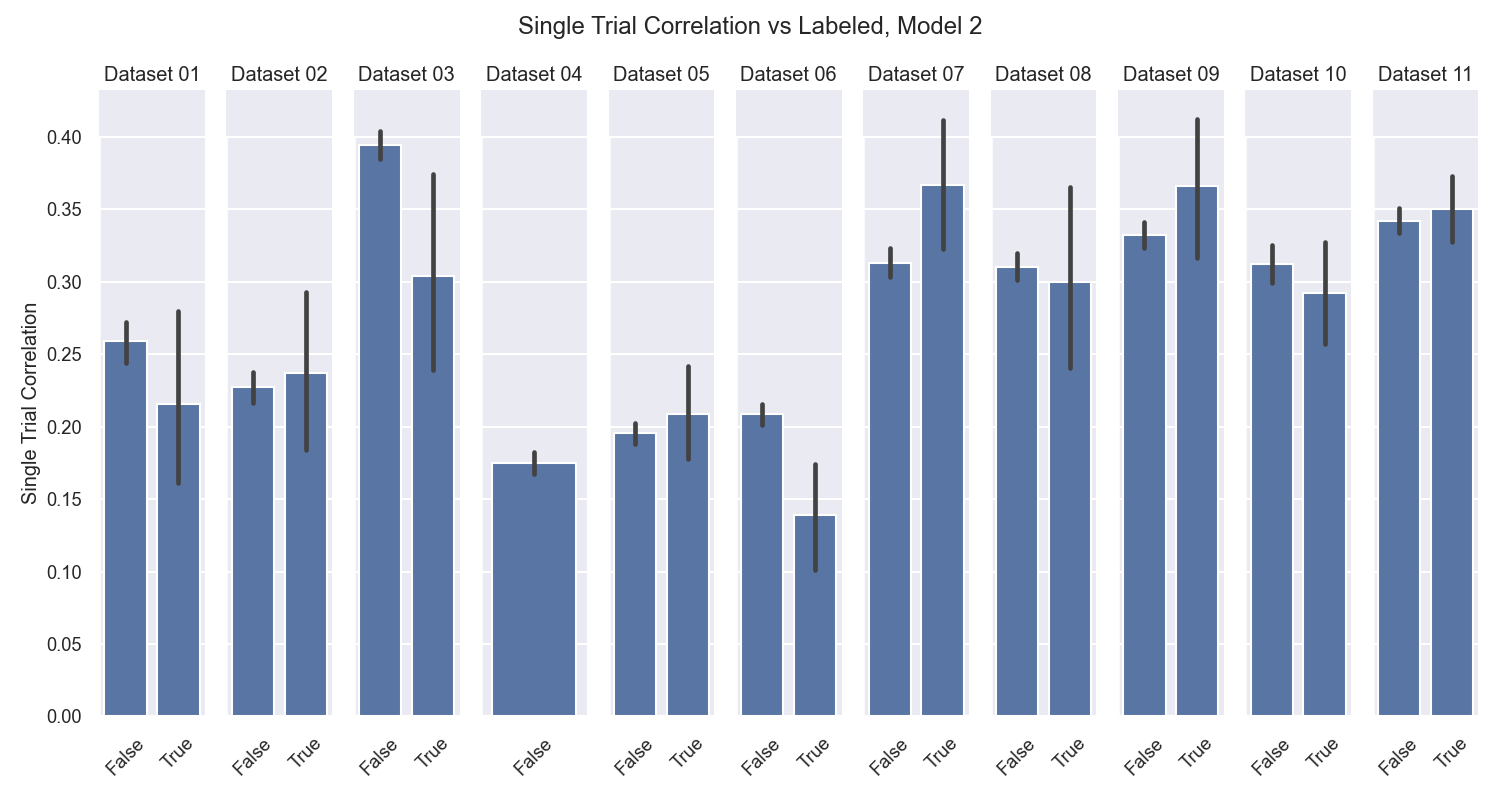 Single Trial Correlation vs Labeled, Model 2
Dataset 01
Dataset 02
Dataset 03
Dataset 04
Dataset 05
Dataset 06
Dataset 07
Dataset 08
Dataset 09
Dataset 10
Dataset 11
Single Trial Correlation
0.40
0.35
0.30
0.25
0.20
0.15
0.10
0.05
0.00
False
True
False
True
False
True
False
False
True
False
True
False
True
False
True
False
True
False
True
False
True